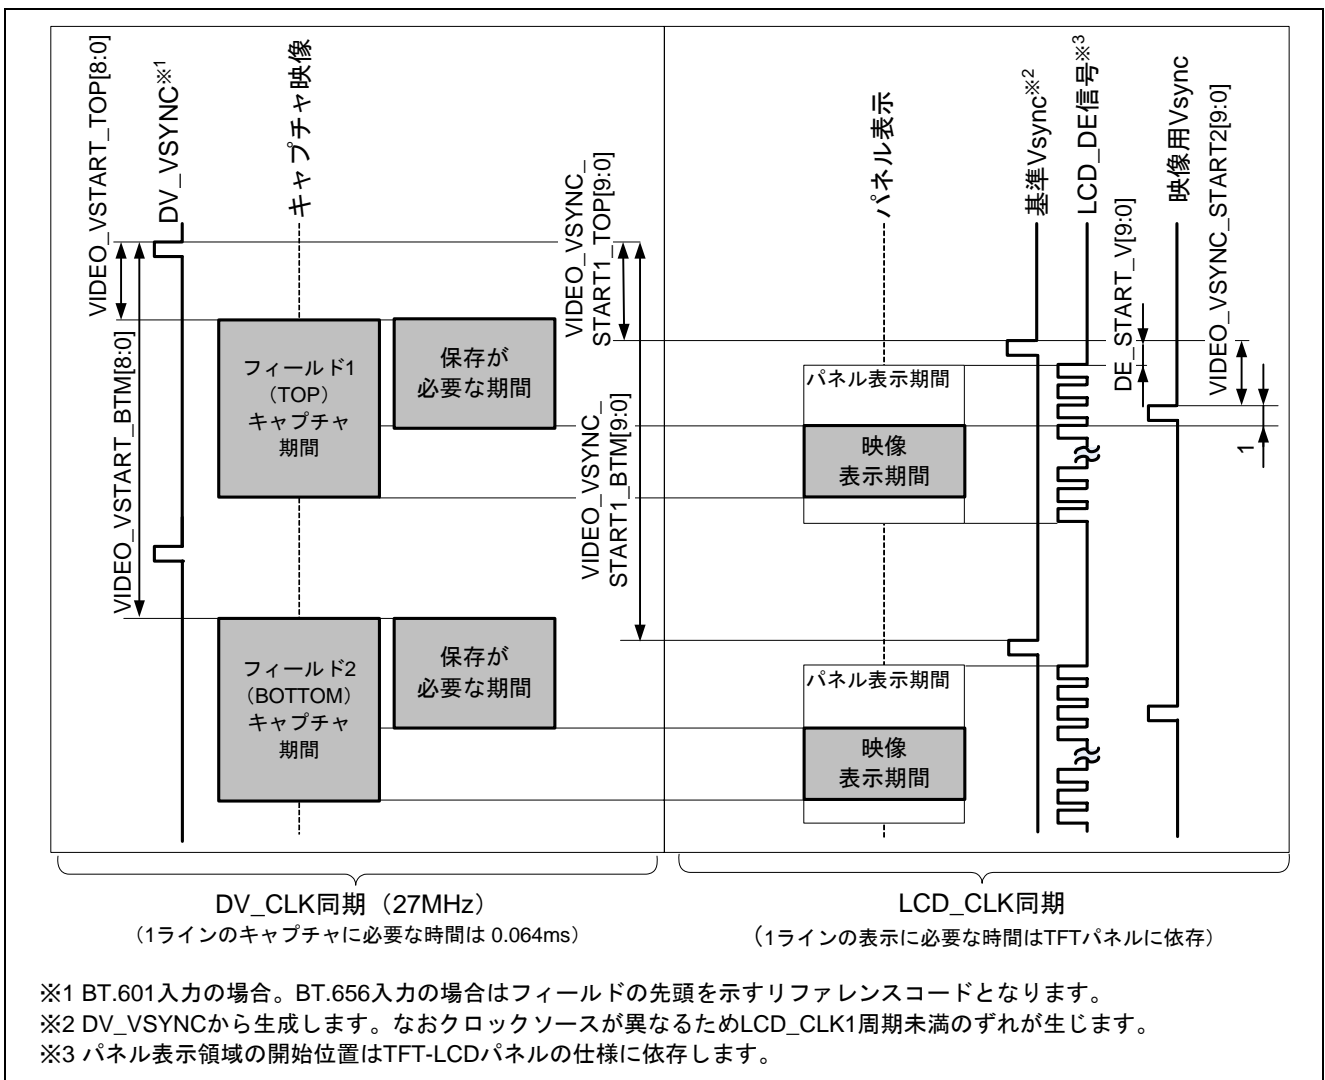 VIDEO_VSTART_TOP[8:0]
DV_VSYNC※1
キャプチャ映像
VIDEO_VSTART_BTM[8:0]
VIDEO_VSYNC_
START1_TOP[9:0]
VIDEO_VSYNC_
START1_BTM[9:0]
フィールド1
（TOP）
キャプチャ
期間
保存が
必要な期間
フィールド2
（BOTTOM）
キャプチャ
期間
保存が
必要な期間
パネル表示
基準Vsync※2
LCD_DE信号※3
DE_START_V[9:0]
映像用Vsync
VIDEO_VSYNC_START2[9:0]
1
パネル表示期間
映像
表示期間
パネル表示期間
映像
表示期間
DV_CLK同期（27MHz）
（1ラインのキャプチャに必要な時間は 0.064ms）
LCD_CLK同期
（1ラインの表示に必要な時間はTFTパネルに依存）
※1 BT.601入力の場合。BT.656入力の場合はフィールドの先頭を示すリファレンスコードとなります。
※2 DV_VSYNCから生成します。なおクロックソースが異なるためLCD_CLK1周期未満のずれが生じます。
※3 パネル表示領域の開始位置はTFT-LCDパネルの仕様に依存します。